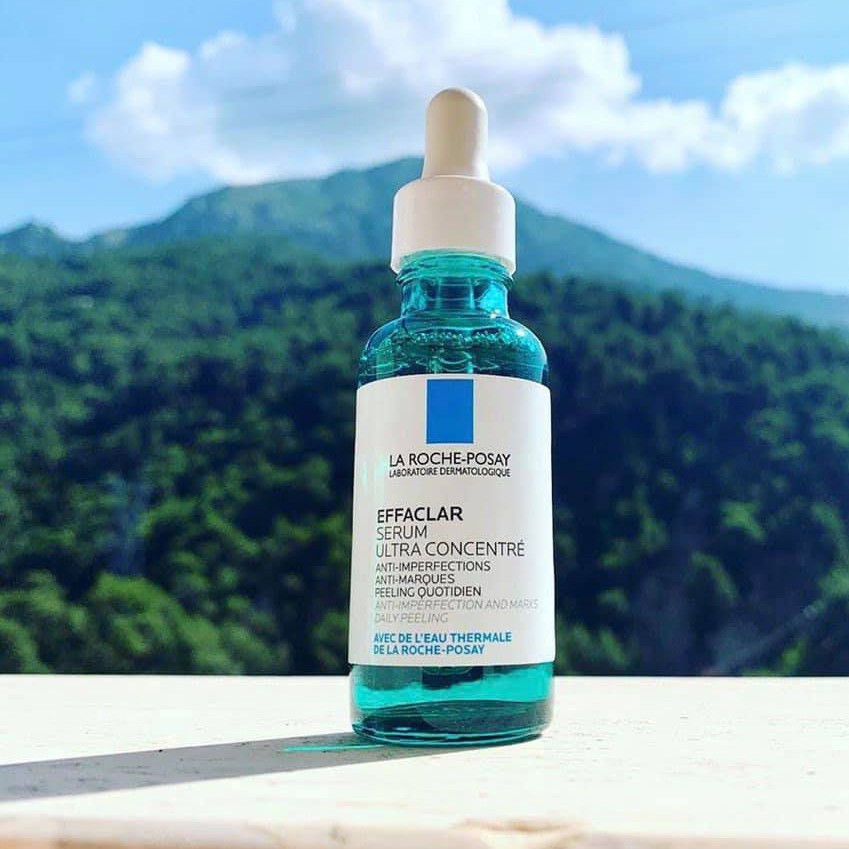 LA ROCHE-POSAY
LABORATOIRE DERMATOLOGIQUE
EFFACLAR
SERUM
ULTRA CONCENTRÉ
ANTI-IMPERFECTIONS
ANTI-MARQUES
PEELING QUOTIDIEN
ANTI-IMPERFECTION AND MARKS
DAILY PEELING
AVEC DE L'EAU THERMALE
DE LA ROCHE-POSAY